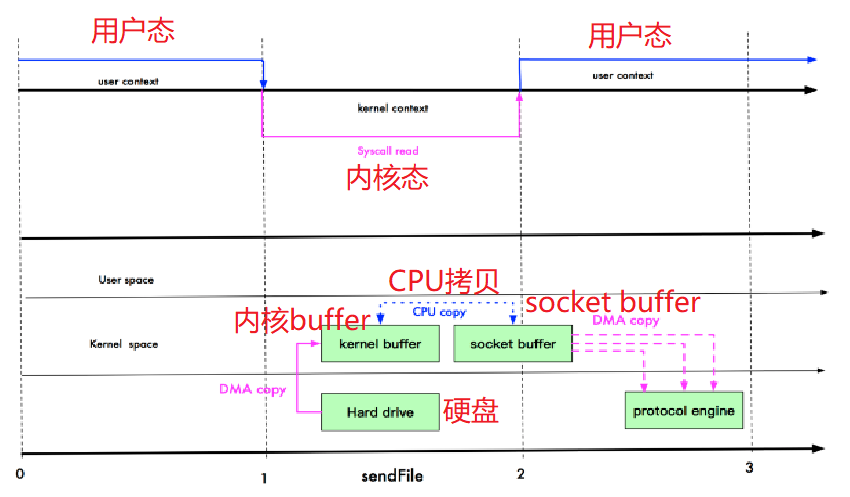 用户态
用户态
user context
user context
kernel context
Syscall read
内核态
User space
CPU拷贝
socket buffer
内核buffer
CPU copy
DMA copy
Kernel space
kernel buffer
socket buffer
DMA copy
Hard drive
硬盘
protocol engine
0
1
sendFile
2
3